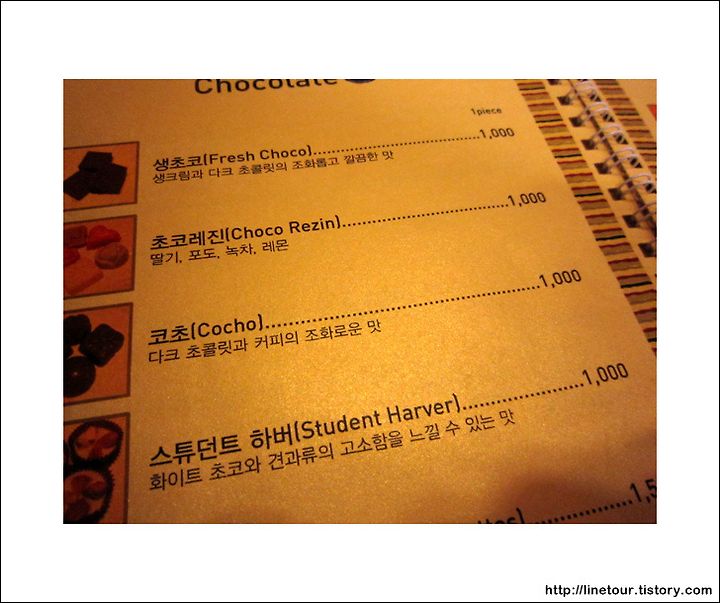 Chocolate
1piece
생초코(Fresh Choco)..................................1,000
생크림과 다크 초콜릿의 조화롭고 깔끔한 맛
초코레진(Choco Rezin)..............................1,000
딸기, 포도, 녹차, 레몬
코초(Cocho)..................................................1,000
다크 초콜릿과 커피의 조화로운 맛
스튜던트 하버(Student Harver)......................1,000
화이트 초코와 견과류의 고소함을 느낄 수 있는 맛
http://linetour.tistory.com/